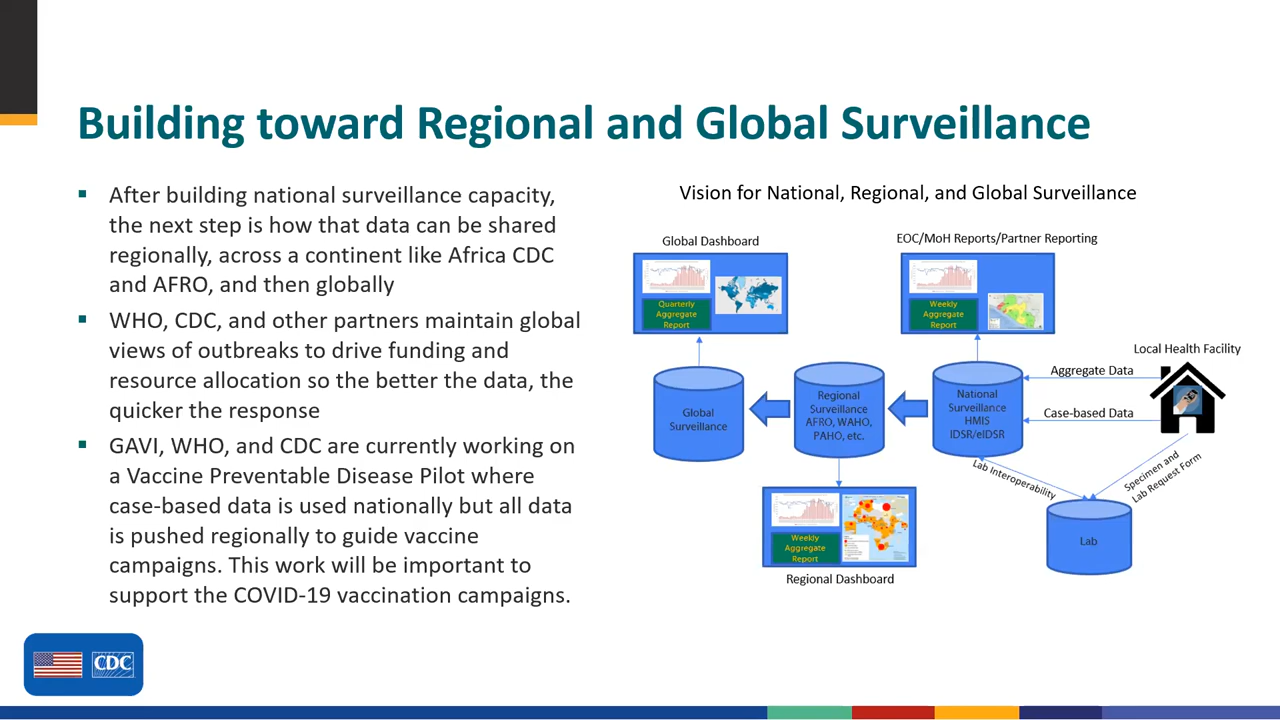 Building toward Regional and Global Surveillance
After building national surveillance capacity,
the next step is how that data can be shared
regionally, across a continent like Africa CDC
and AFRO, and then globally
WHO, CDC, and other partners maintain global
views of outbreaks to drive funding and
resource allocation so the better the data, the
quicker the response
GAVI, WHO, and CDC are currently working on
a Vaccine Preventable Disease Pilot where
case-based data is used nationally but all data
is pushed regionally to guide vaccine
campaigns. This work will be important to
support the COVID-19 vaccination campaigns.
Vision for National, Regional, and Global Surveillance
Global Dashboard
Quarterly
Aggregate
Report
EOC/MoH Reports/Partner Reporting
Weekly
Aggregate
Report
Local Health Facility
Aggregate Data
Case-based Data
Global
Surveillance
Regional
Surveillance
AFRO, WAHO,
PAHO, etc.
National
Surveillance
HMIS
IDSR/eIDSR
Lab Interoperability
Specimen and
Lab Request Form
Lab
Weekly
Aggregate
Report
Regional Dashboard
CDC